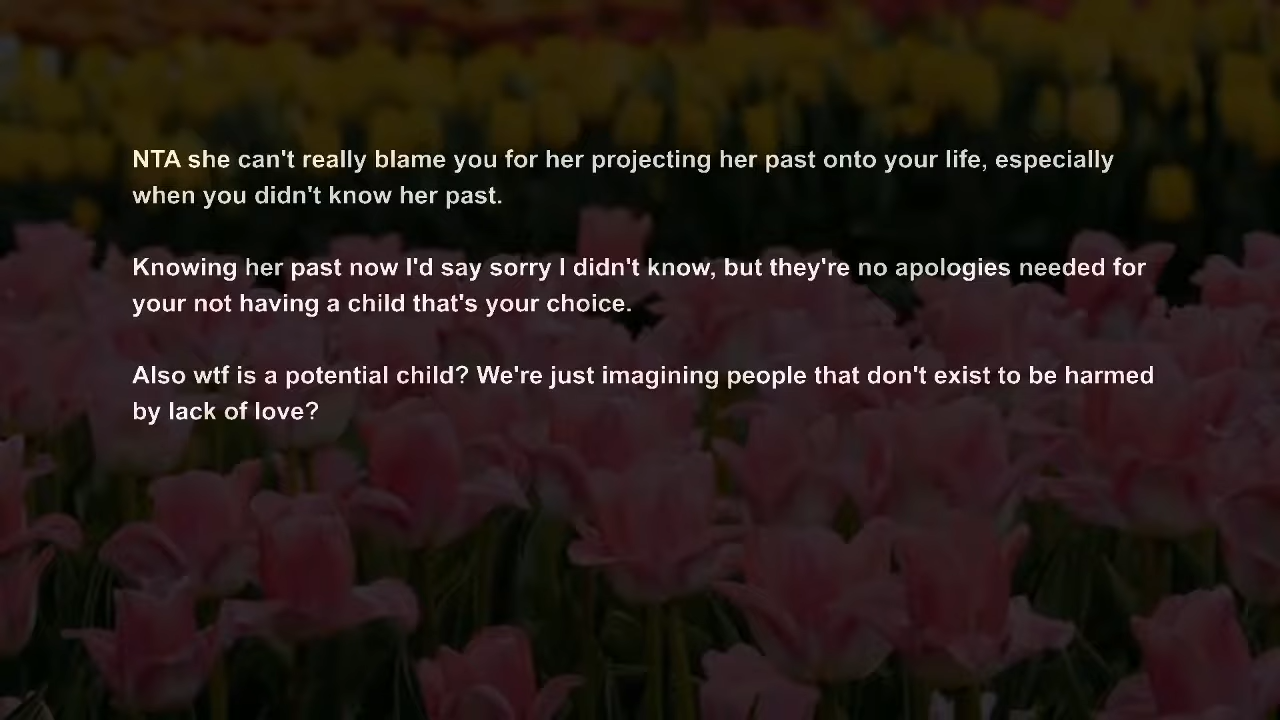 NTA she can't really blame you for her projecting her past onto your life, especially
when you didn't know her past.
Knowing her past now I'd say sorry I didn't know, but they're no apologies needed for
your not having a child that's your choice.
Also wtf is a potential child? We're just imagining people that don't exist to be harmed
by lack of love?